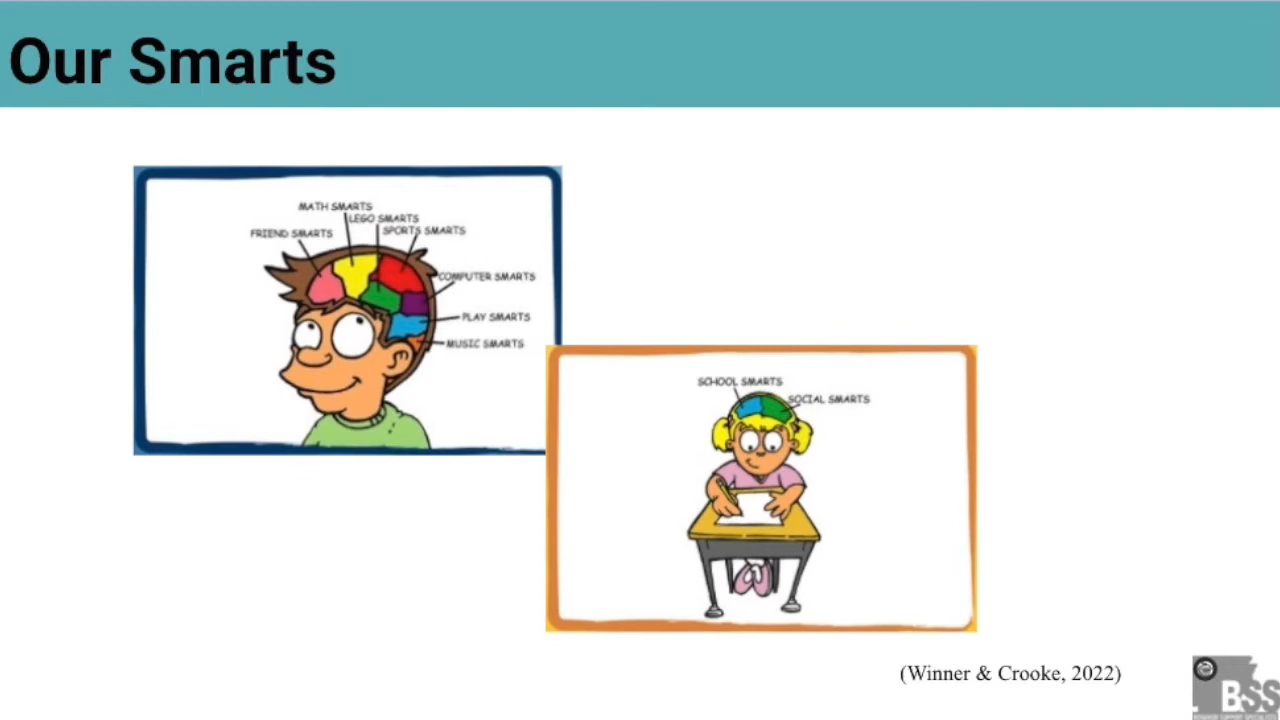 Our Smarts
MATH SMARTS
LEGO SMARTS
SPORTS SMARTS
FRIEND SMARTS
COMPUTER SMARTS
PLAY SMARTS
MUSIC SMARTS
SCHOOL SMARTS
SOCIAL SMARTS
(Winner & Crooke, 2022)
BSS